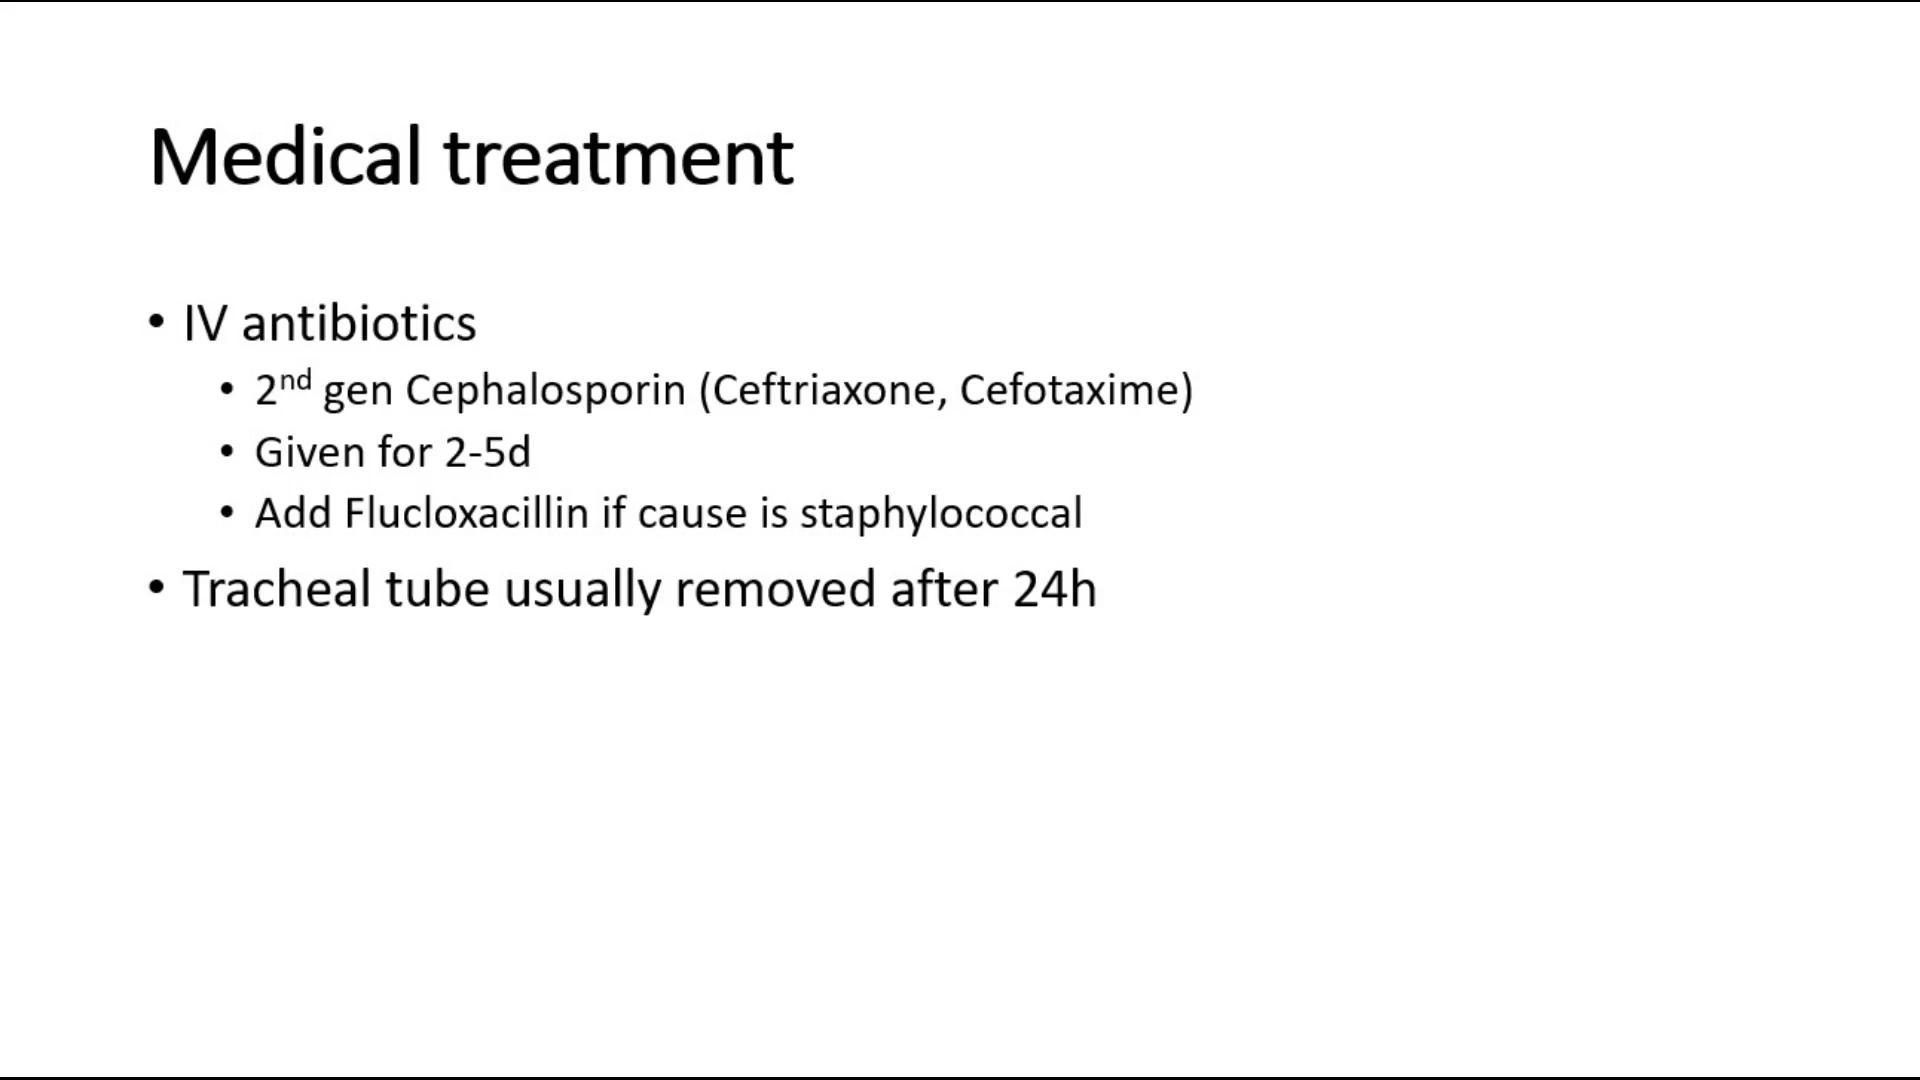 Medical treatment
• IV antibiotics
• 2nd gen Cephalosporin (Ceftriaxone, Cefotaxime)
• Given for 2-5d
• Add Flucloxacillin if cause is staphylococcal
• Tracheal tube usually removed after 24h